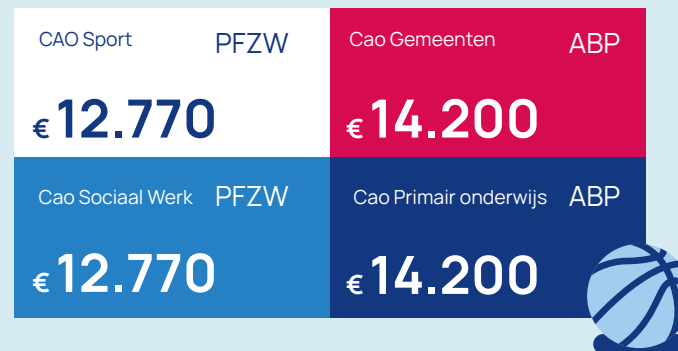 CAO Sport PFZW
€ 12.770
Cao Gemeenten ABP
€ 14.200
Cao Sociaal Werk PFZW
€ 12.770
Cao Primair onderwijs ABP
€ 14.200